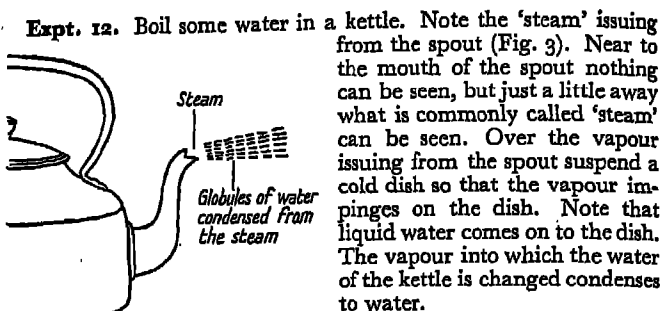 Expt. 12. Boil some water in a kettle. Note the ‘steam’ issuing
from the spout (Fig. 3). Near to
the mouth of the spout nothing
can be seen, but just a little away
what is commonly called ‘steam’
can be seen. Over the vapour
issuing from the spout suspend a
cold dish so that the vapour im-
pinges on the dish. Note that
liquid water comes on to the dish.
The vapour into which the water
of the kettle is changed condenses
to water.
Steam
Globules of water
condensed from
the steam